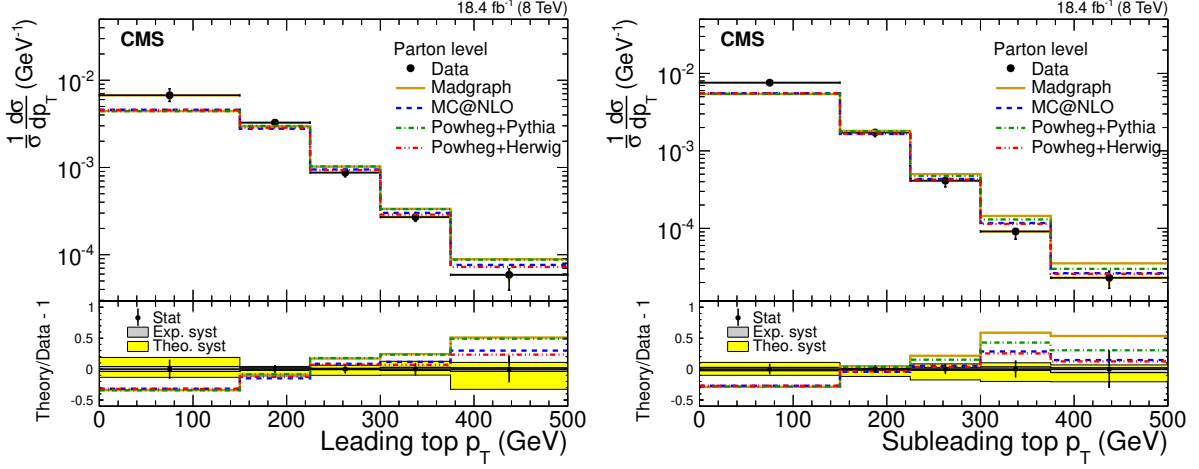 18.4 fb⁻¹ (8 TeV)
CMS
Parton level
Data
Madgraph
MC@NLO
Powheg+Pythia
Powheg+Herwig
1/σ dσ/dp_T (GeV⁻¹)
10⁻²
10⁻³
10⁻⁴
Stat
Exp. syst
Theo. syst
Theory/Data - 1
1
0.5
0
-0.5
0 100 200 300 400 500
Leading top p_T (GeV)
18.4 fb⁻¹ (8 TeV)
CMS
Parton level
Data
Madgraph
MC@NLO
Powheg+Pythia
Powheg+Herwig
1/σ dσ/dp_T (GeV⁻¹)
10⁻²
10⁻³
10⁻⁴
Stat
Exp. syst
Theo. syst
Theory/Data - 1
1
0.5
0
-0.5
0 100 200 300 400 500
Subleading top p_T (GeV)